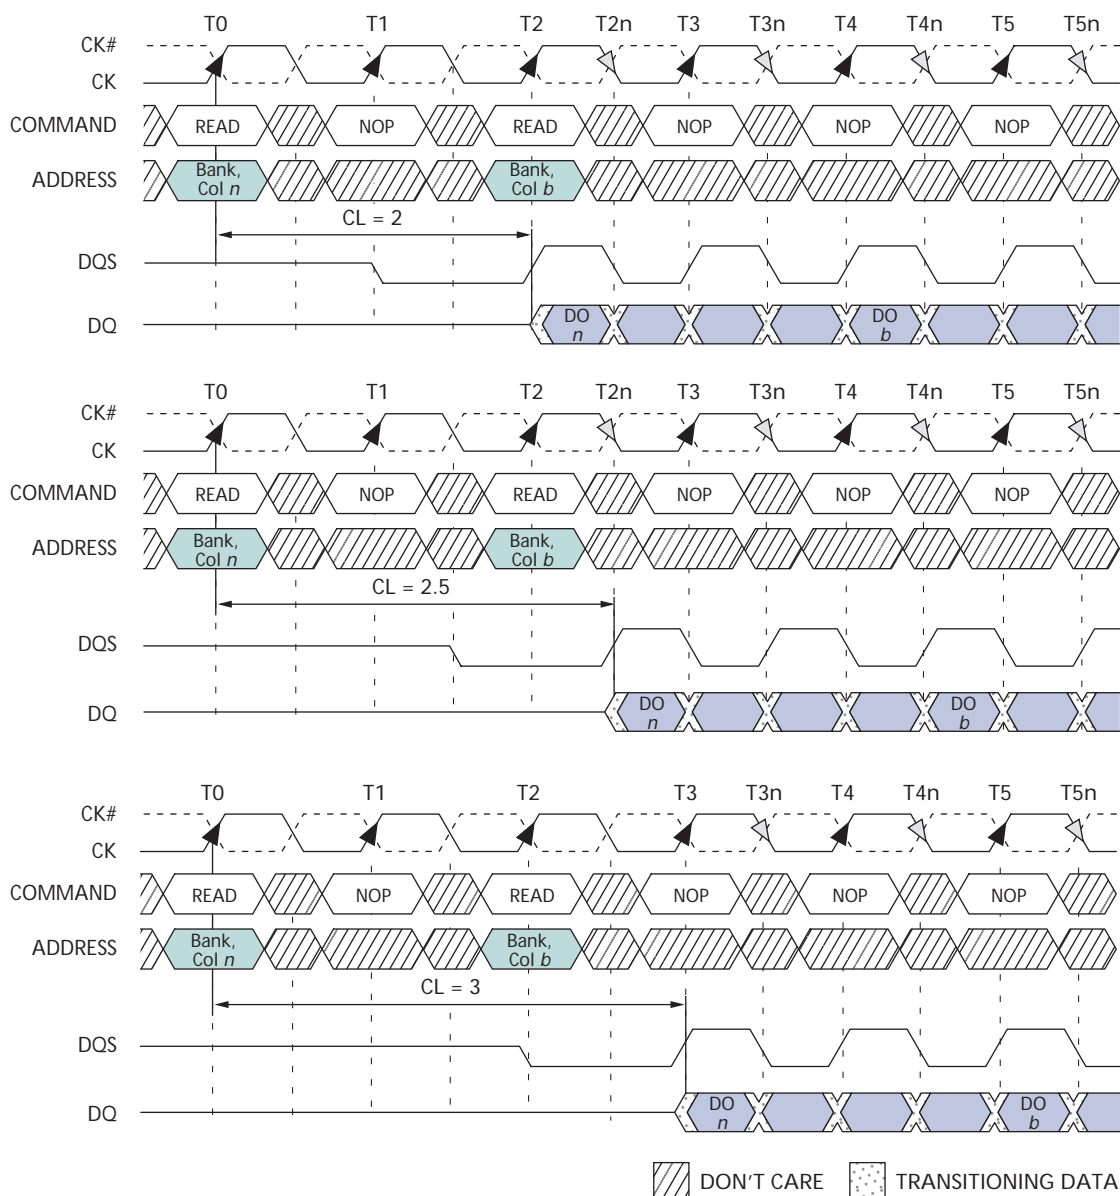 T0 T1 T2 T2n T3 T3n T4 T4n T5 T5n
CK#
CK
COMMAND READ NOP READ NOP NOP NOP
ADDRESS Bank, Col n Bank, Col b
CL = 2
DQS
DQ DO n DO b
T0 T1 T2 T2n T3 T3n T4 T4n T5 T5n
CK#
CK
COMMAND READ NOP READ NOP NOP NOP
ADDRESS Bank, Col n Bank, Col b
CL = 2.5
DQS
DQ DO n DO b
T0 T1 T2 T3 T3n T4 T4n T5 T5n
CK#
CK
COMMAND READ NOP READ NOP NOP NOP
ADDRESS Bank, Col n Bank, Col b
CL = 3
DQS
DQ DO n DO b
DON'T CARE TRANSITIONING DATA